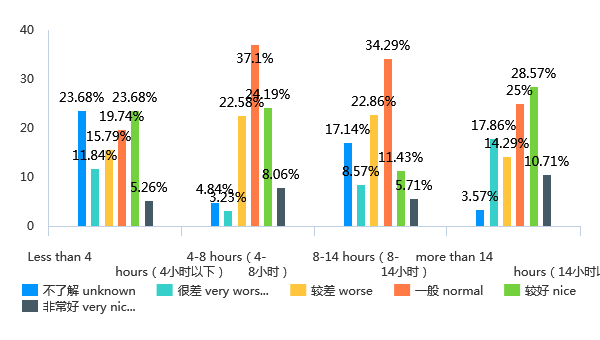 40
30
20
10
0
23.68% 11.84% 15.79% 19.74% 23.68% 5.26%
4.84% 3.23% 22.58% 37.1% 24.19% 8.06%
17.14% 8.57% 22.86% 34.29% 11.43% 5.71%
3.57% 17.86% 14.29% 25% 28.57% 10.71%
Less than 4
hours（4小时以下）
4-8 hours（4-
8小时）
8-14 hours（8-
14小时）
more than 14
hours（14小时以
不了解 unknown 很差 very wors... 较差 worse 一般 normal 较好 nice
非常好 very nic...